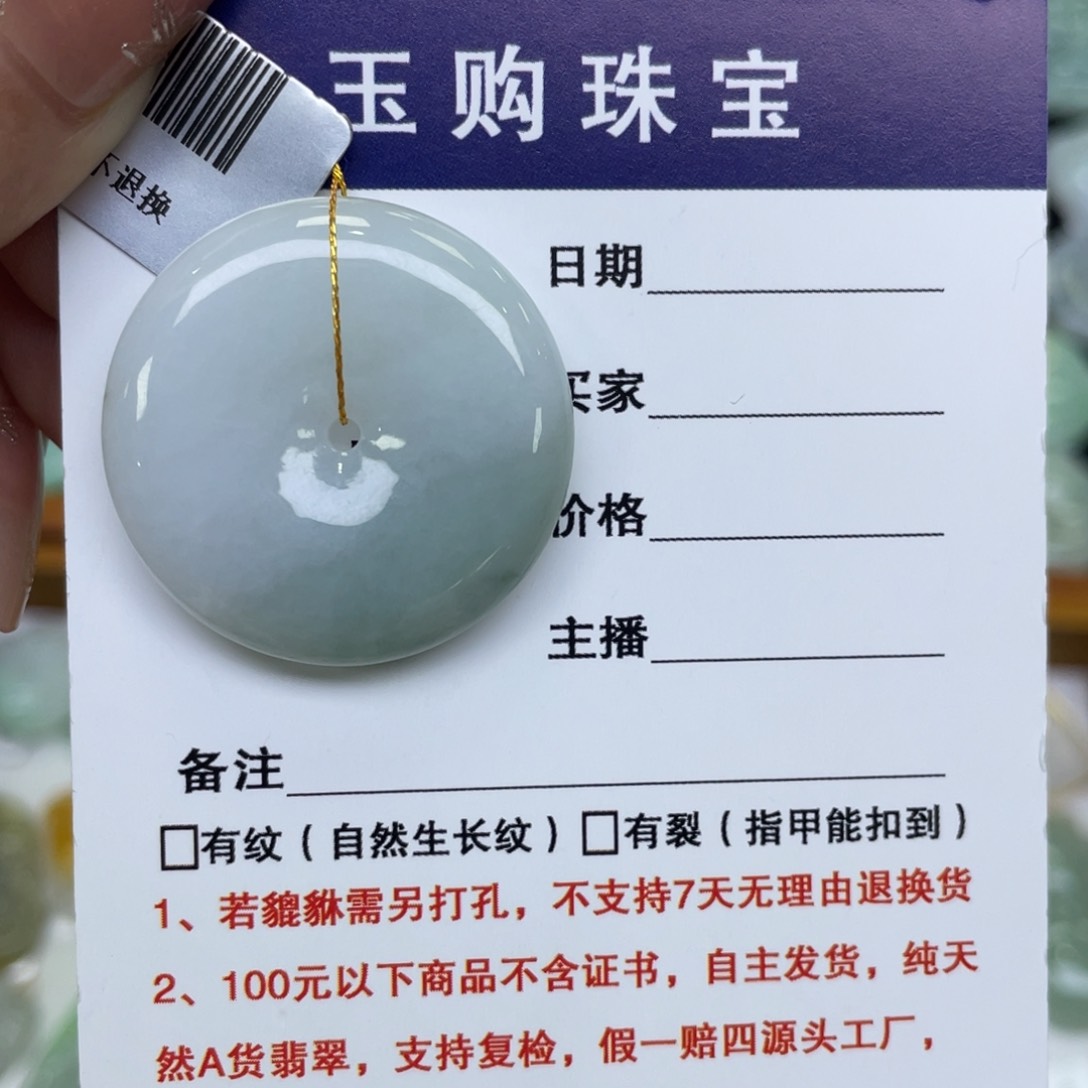 玉购珠宝
不退换
日期
买家
价格
主播
备注
□有纹（自然生长纹）□有裂（指甲能扣到）
1、若貔貅需另打孔，不支持7天无理由退换货
2、100元以下商品不含证书，自主发货，纯天
然A货翡翠，支持复检，假一赔四源头工厂，